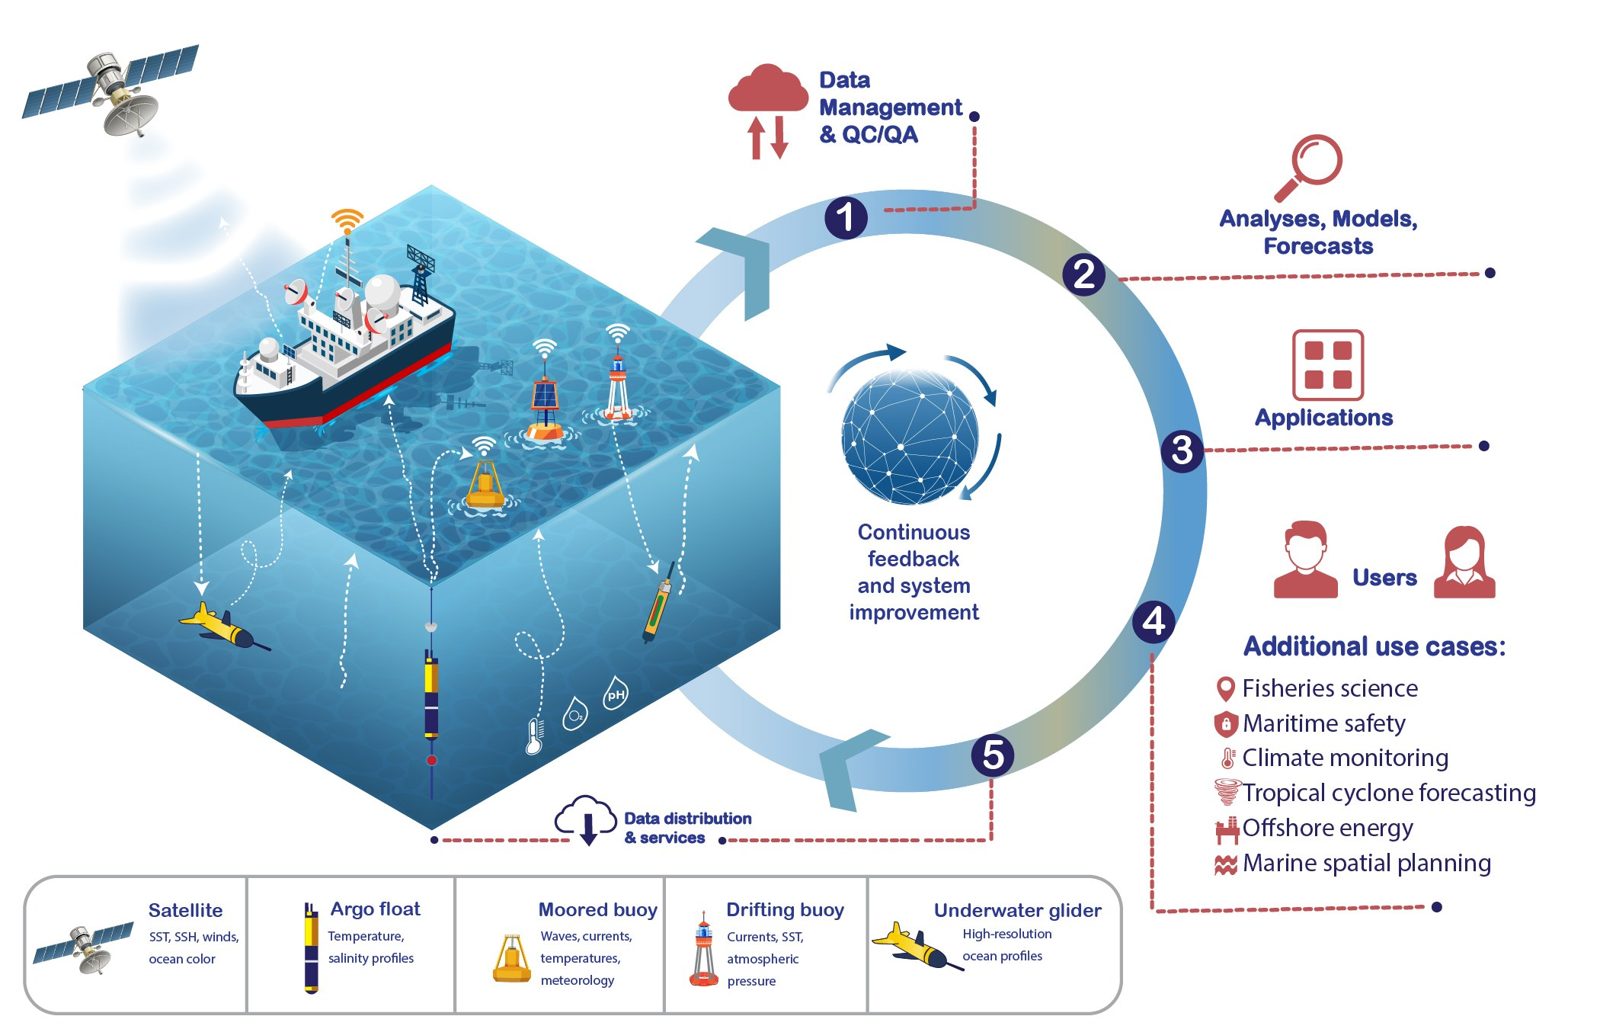 Data
Management
& QC/QA
1
2
Analyses, Models,
Forecasts
Applications
3
Continuous
feedback
and system
improvement
Users
4
Additional use cases:
Fisheries science
Maritime safety
Climate monitoring
Tropical cyclone forecasting
Offshore energy
Marine spatial planning
O₂
pH
5
Data distribution
& services
Satellite
SST, SSH, winds,
ocean color
Argo float
Temperature,
salinity profiles
Moored buoy
Waves, currents,
temperatures,
meteorology
Drifting buoy
Currents, SST,
atmospheric
pressure
Underwater glider
High-resolution
ocean profiles